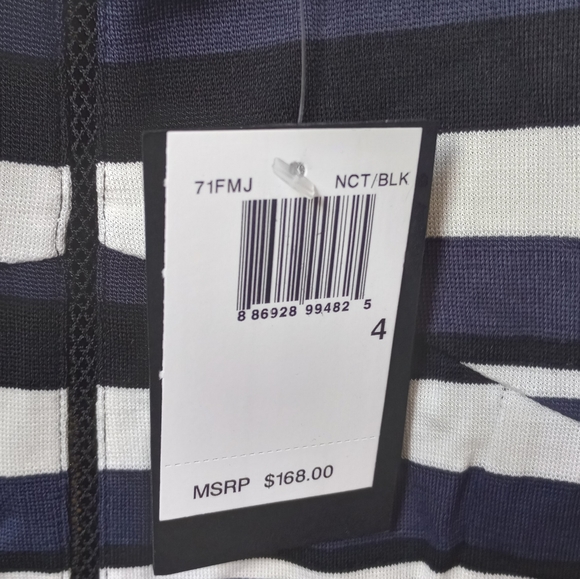 71FMJ NCT/BLK
8 86928 99482 5
4
MSRP $168.00